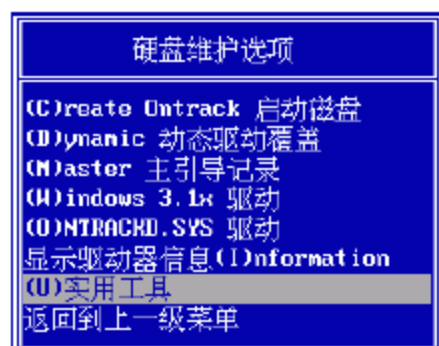 硬盘维护选项
(C)reate Ontrack 启动磁盘
(D)ynamic 动态驱动覆盖
(M)aster 主引导记录
(W)indows 3.1x 驱动
(O)NTRACKD.SYS 驱动
显示驱动器信息(I)nformation
(U)实用工具
返回到上一级菜单